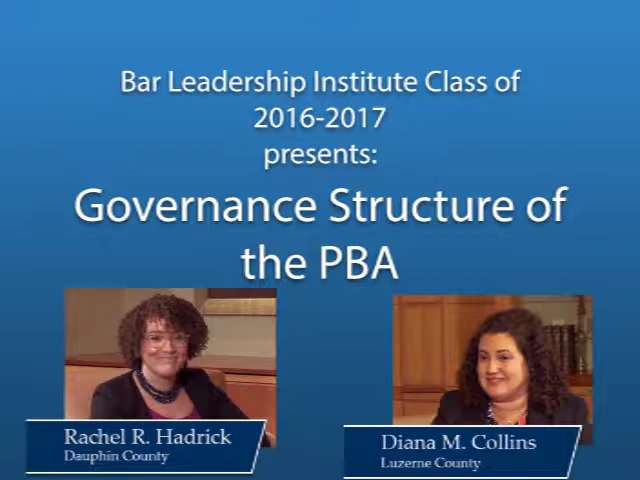 Bar Leadership Institute Class of
2016-2017
presents:
Governance Structure of
the PBA
Rachel R. Hadrick
Dauphin County
Diana M. Collins
Luzerne County